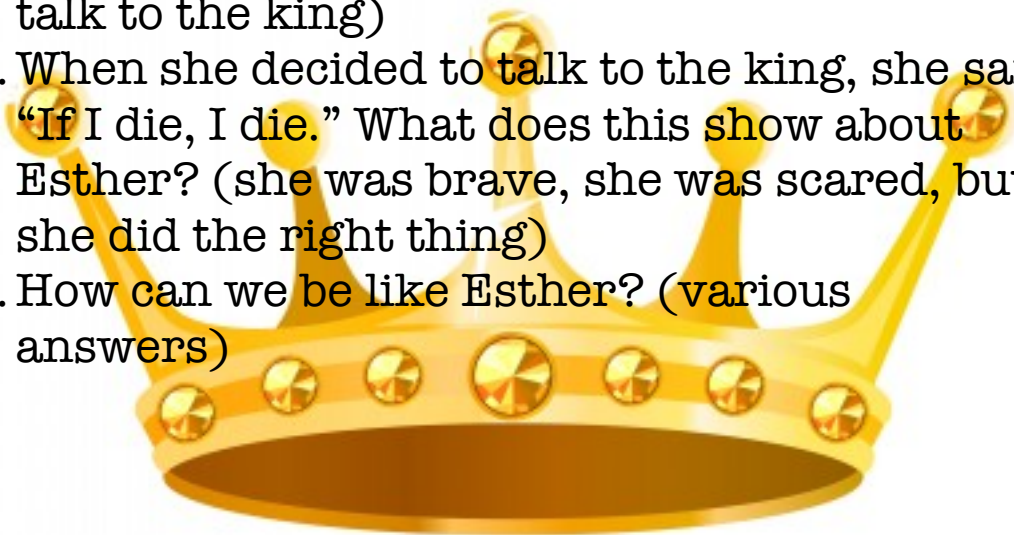 talk to the king)
. When she decided to talk to the king, she sa
“If I die, I die.” What does this show about
Esther? (she was brave, she was scared, but
she did the right thing)
. How can we be like Esther? (various
answers)